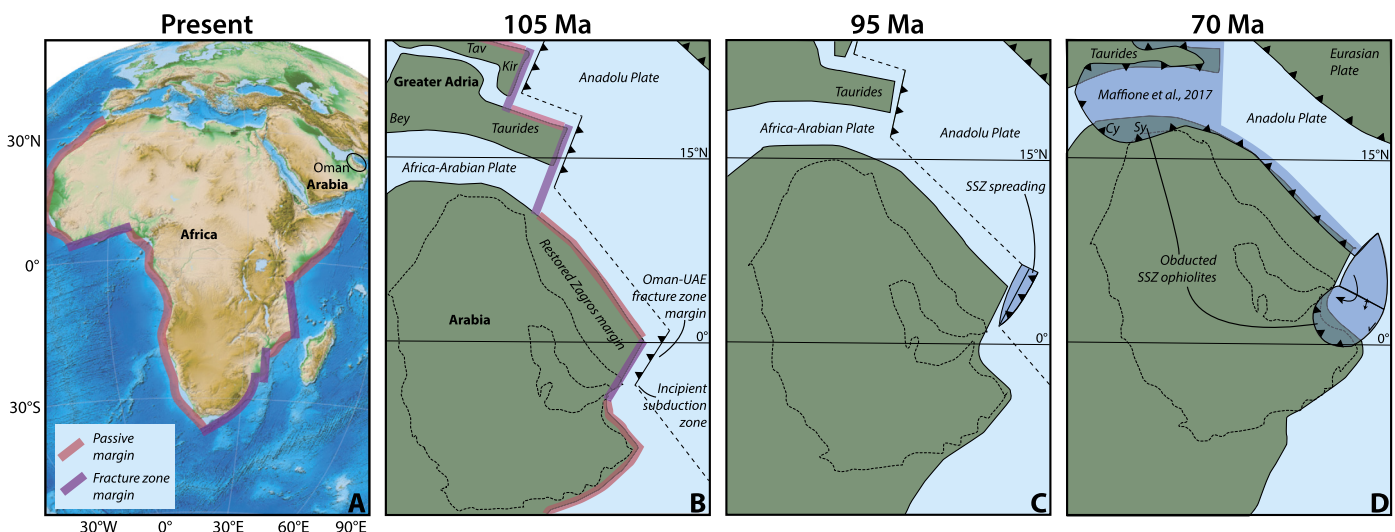 Present
105 Ma
95 Ma
70 Ma
30°N
0°
30°S
30°W
0°
30°E
60°E
90°E
Oman
Arabia
Africa
Passive
margin
Fracture zone
margin
A
Tav
Kir
Greater Adria
Bey
Taurides
Anadolu Plate
15°N
Africa-Arabian Plate
Restored Zagros margin
Oman-UAE
fracture zone
margin
Arabia
0°
Incipient
subduction
zone
B
Taurides
Africa-Arabian Plate
Anadolu Plate
15°N
SSZ spreading
0°
C
Taurides
Eurasian
Plate
Maffione et al., 2017
Anadolu Plate
Cy
Sy
15°N
Obducted
SSZ ophiolites
0°
D